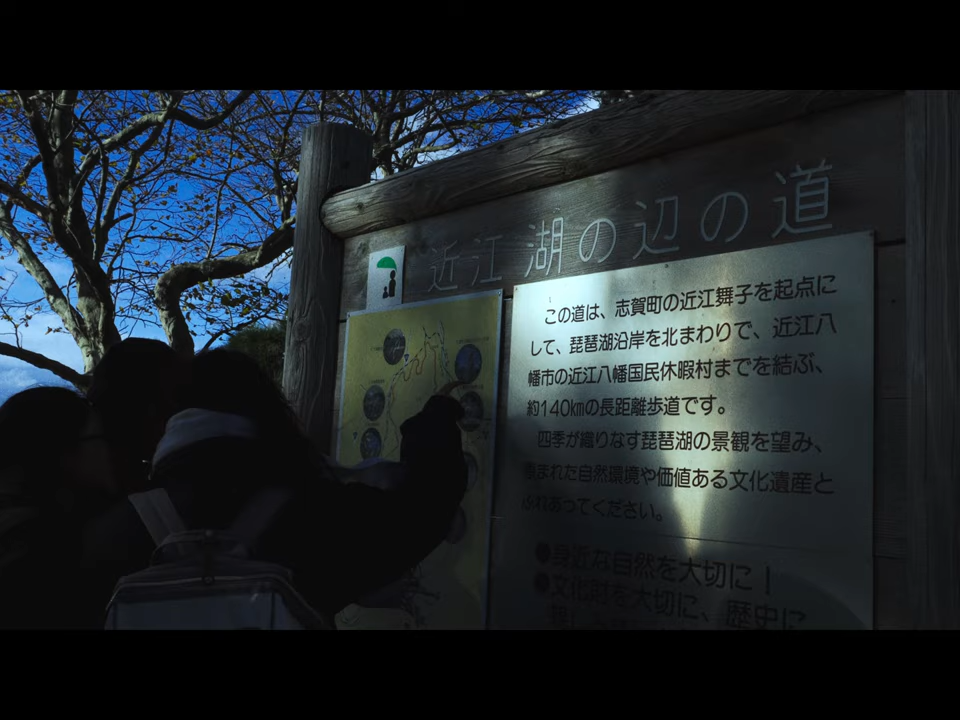 近江湖の辺の道
この道は、志賀町の近江舞子を起点に
して、琵琶湖沿岸を北まわりで、近江八
幡市の近江八幡国民休暇村までを結ぶ、
約140㎞の長距離歩道です。
四季が織りなす琵琶湖の景観を望み、
まれた自然環境や価値ある文化遺産と
ふれあってください。
●身近な自然を大切に！
●文化財を大切に、歴史に